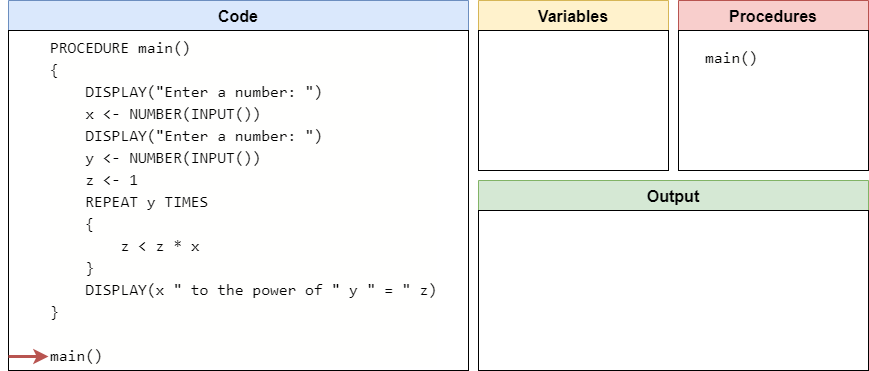 Code
PROCEDURE main()
{
DISPLAY("Enter a number: ")
x <- NUMBER(INPUT())
DISPLAY("Enter a number: ")
y <- NUMBER(INPUT())
z <- 1
REPEAT y TIMES
{
z < z * x
}
DISPLAY(x " to the power of " y " = " z)
}
main()
Variables
Procedures
main()
Output